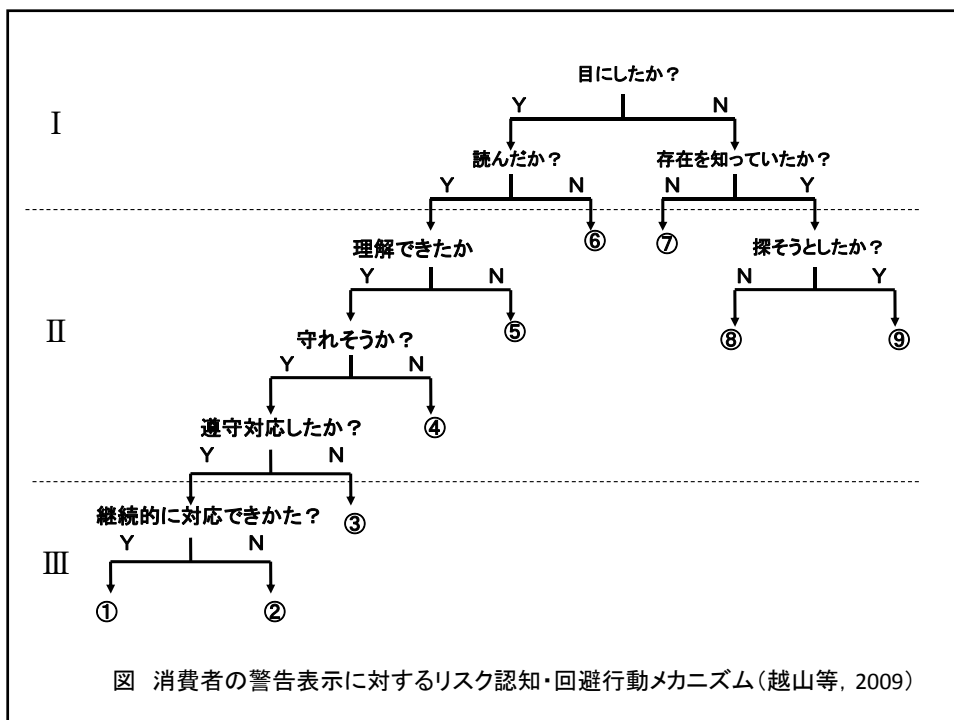 目にしたか？
Ⅰ
Y N
読んだか？ 存在を知っていたか？
Y N N Y
⑥ ⑦
理解できたか 探そうとしたか？
Y N N Y
⑤ ⑧ ⑨
Ⅱ
守れそうか？
Y N
遵守対応したか？ ④
Y N
継続的に対応できかた？ ③
Y N
Ⅲ
① ②
図 消費者の警告表示に対するリスク認知・回避行動メカニズム（越山等, 2009）